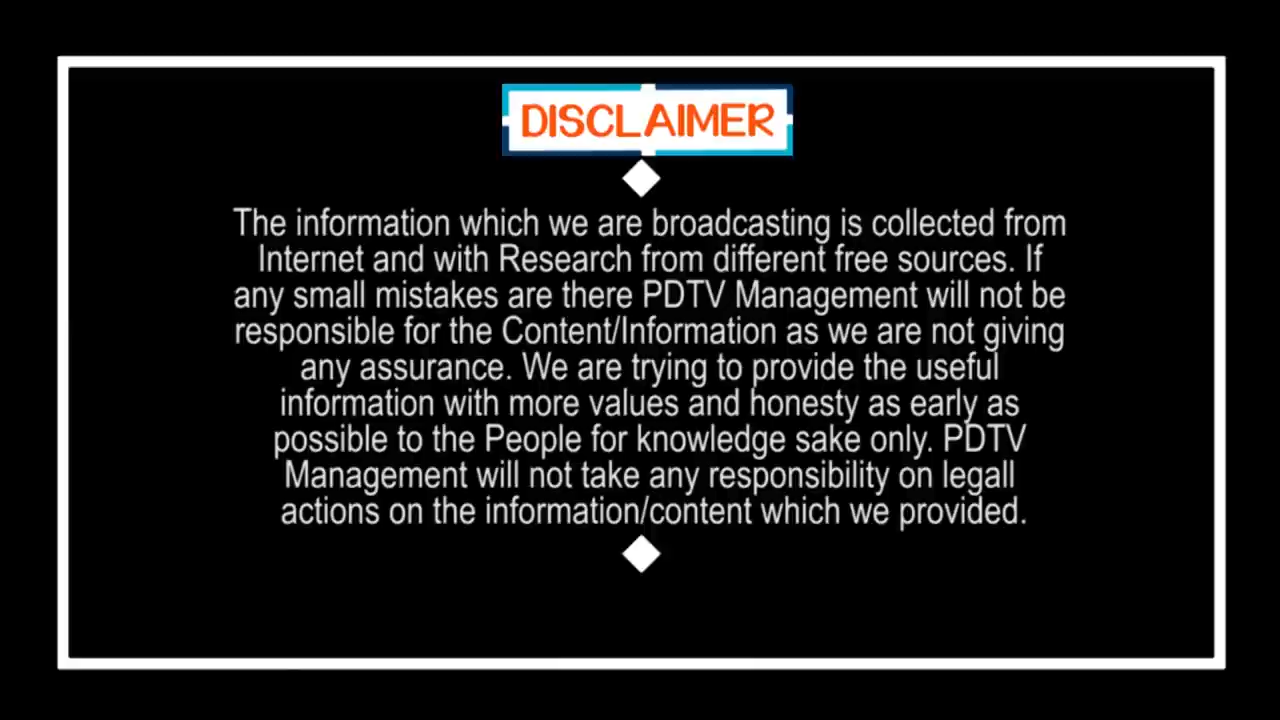 DISCLAIMER
The information which we are broadcasting is collected from
Internet and with Research from different free sources. If
any small mistakes are there PDTV Management will not be
responsible for the Content/Information as we are not giving
any assurance. We are trying to provide the useful
information with more values and honesty as early as
possible to the People for knowledge sake only. PDTV
Management will not take any responsibility on legall
actions on the information/content which we provided.